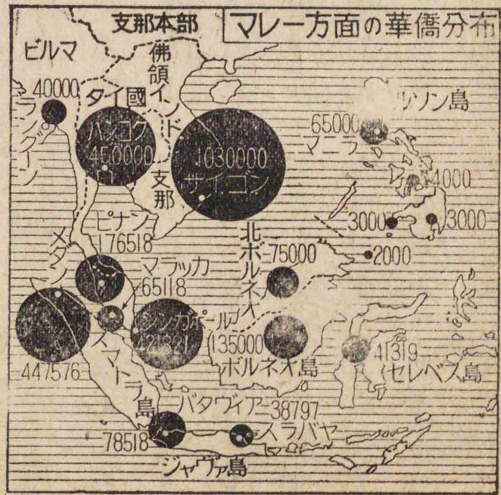 マレー方面の華僑分布
支那本部
ビルマ
佛領インド支那
40000
ラングーン
タイ國
バンコク
450000
1030000
サイゴン
ルソン島
65000
マニラ
4000
3000
3000
2000
ピナン
176518
メダン
マラッカ
65118
北ボルネオ
75000
シンガポール
135000
ボルネオ島
41319
セレベス島
447576
スマトラ島
バタヴィア
38797
78518
スラバヤ
ジャヴァ島